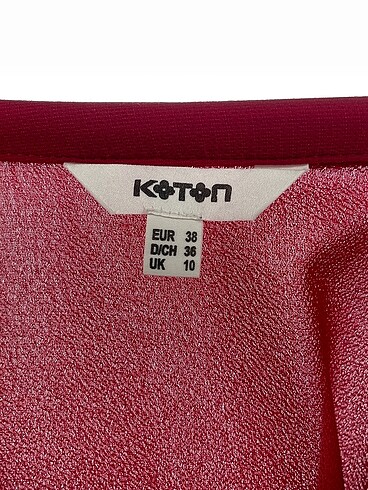 KOTON
EUR 38
D/CH 36
UK 10